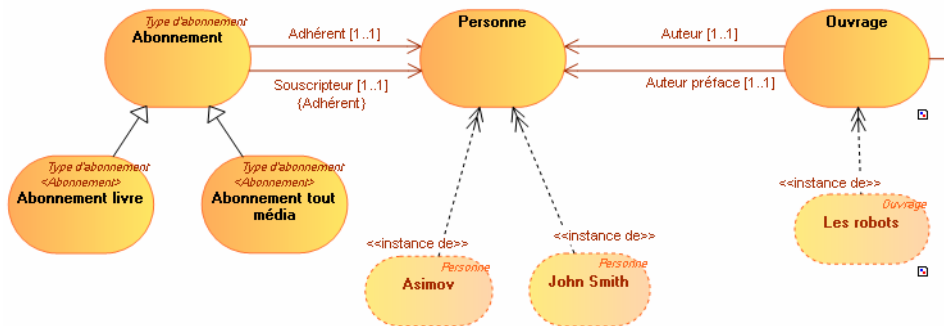 Type d'abonnement
Abonnement
Adhérent [1..1]
Souscripteur [1..1]
{Adhérent}
Personne
Auteur [1..1]
Auteur préface [1..1]
Ouvrage
Type d'abonnement
<Abonnement>
Abonnement livre
Type d'abonnement
<Abonnement>
Abonnement tout
média
<<instance de>>
Personne
Asimov
<<instance de>>
Personne
John Smith
<<instance de>>
Ouvrage
Les robots